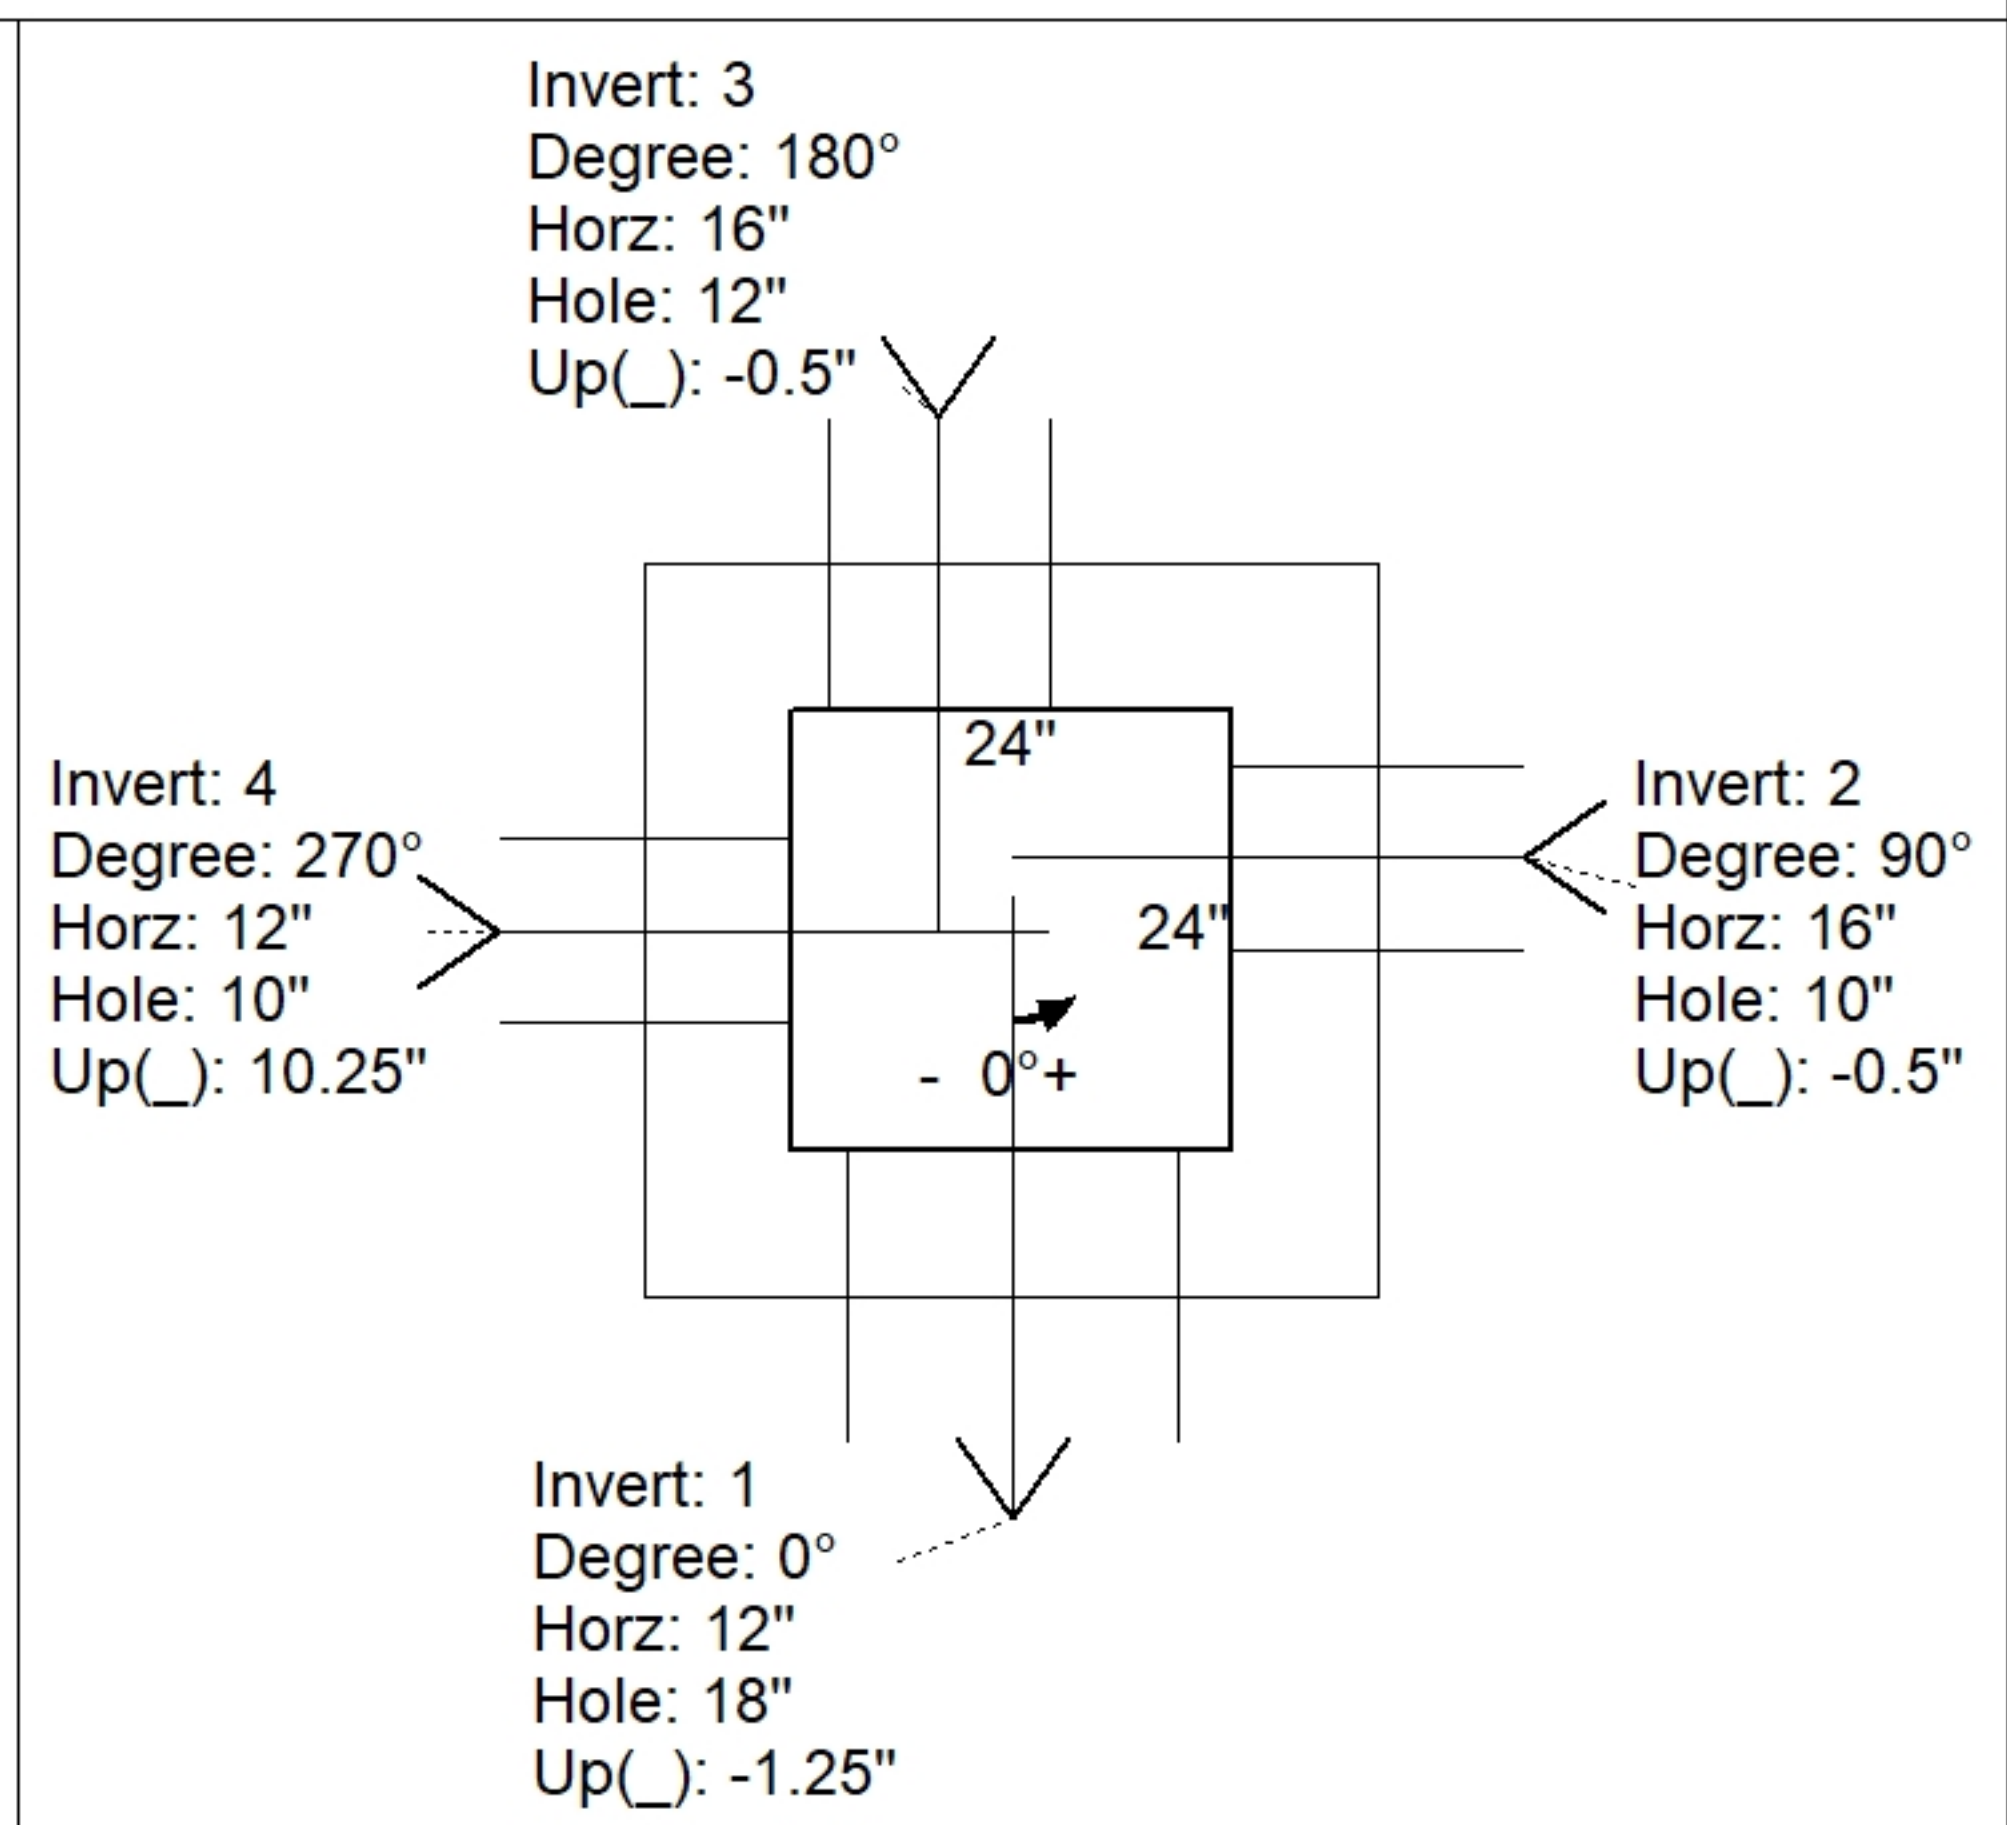 Invert: 3
Degree: 180°
Horz: 16"
Hole: 12"
Up(_): -0.5"
24"
Invert: 4
Degree: 270°
Horz: 12"
Hole: 10"
Up(_): 10.25"
24"
- 0°+
Invert: 2
Degree: 90°
Horz: 16"
Hole: 10"
Up(_): -0.5"
Invert: 1
Degree: 0°
Horz: 12"
Hole: 18"
Up(_): -1.25"